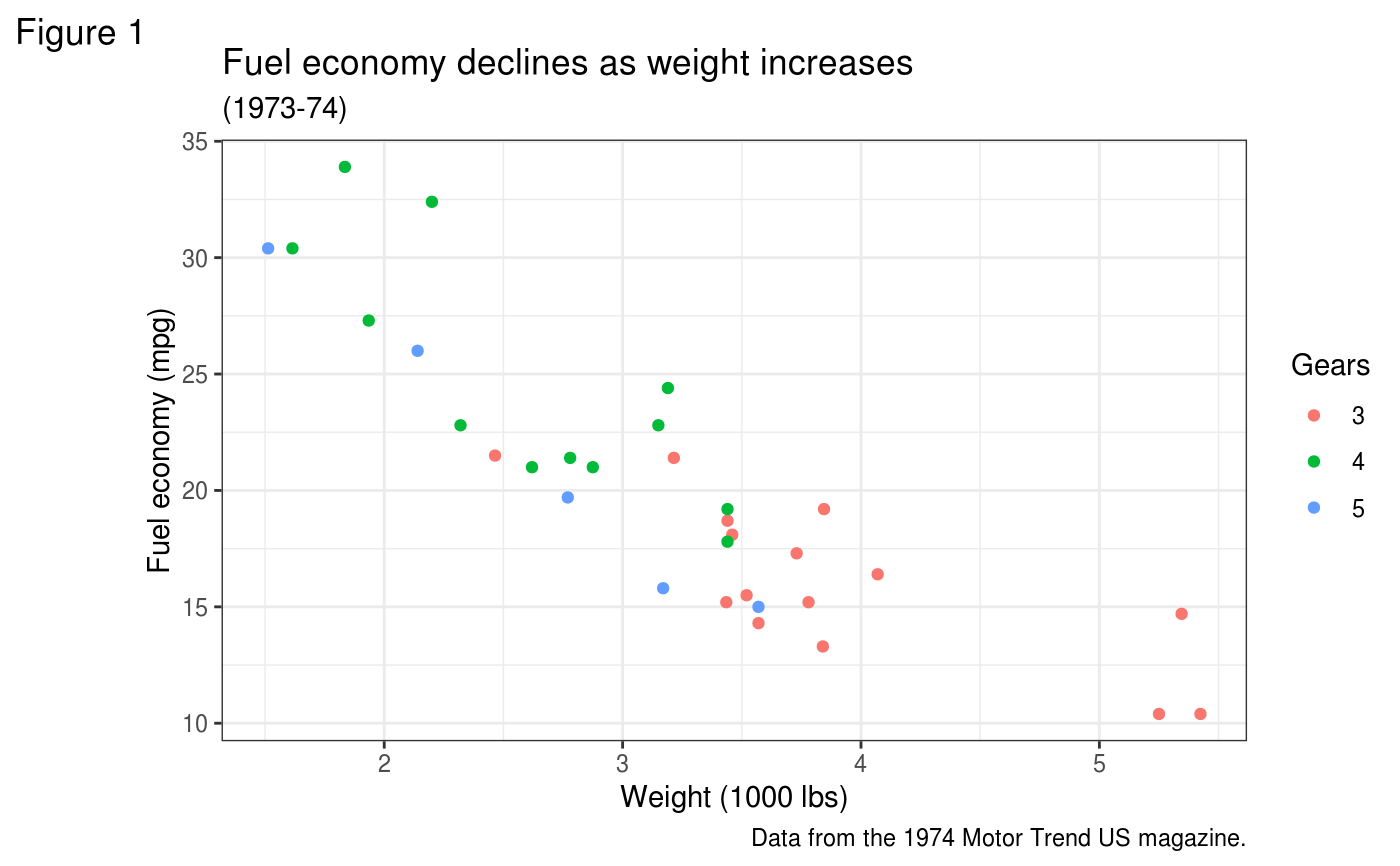 Figure 1
Fuel economy declines as weight increases
(1973-74)
35
30
25
20
15
10
Fuel economy (mpg)
2
3
4
5
Weight (1000 lbs)
Gears
3
4
5
Data from the 1974 Motor Trend US magazine.